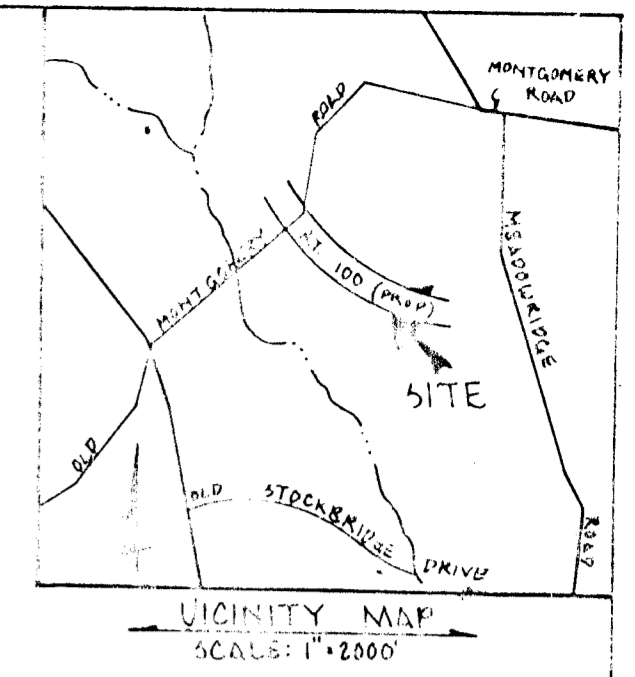 MONTGOMERY
ROAD
ROAD
MONTGOMERY
RT. 100 (PROP)
MEADOWRIDGE
ROAD
SITE
OLD
OLD STOCKBRIDGE DRIVE
VICINITY MAP
SCALE: 1"=2000'